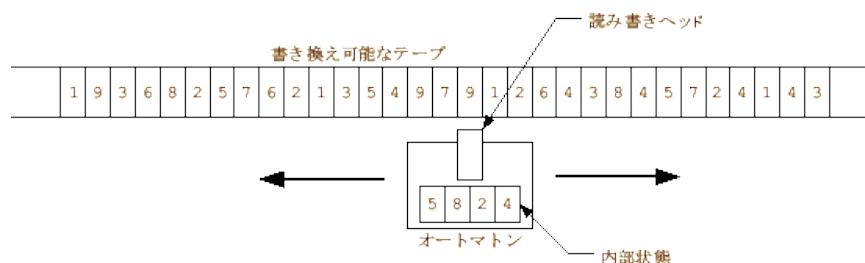 読み書きヘッド
書き換え可能なテープ
1 9 3 6 8 2 5 7 6 2 1 3 5 4 9 7 9 1 2 6 4 3 8 4 5 7 2 4 1 4 3
5 8 2 4
オートマトン
内部状態